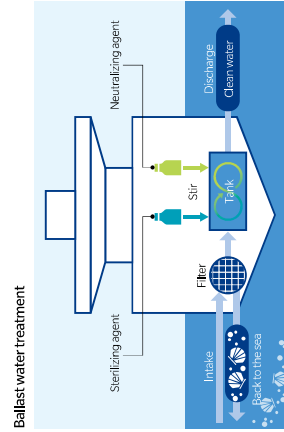 Ballast water treatment
Sterilizing agent
Neutralizing agent
Intake
Filter
Stir
Tank
Discharge
Clean water
Back to the sea